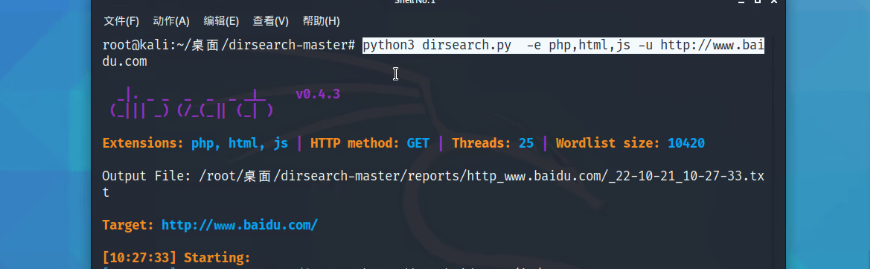 Shell No.1
文件(F) 动作(A) 编辑(E) 查看(V) 帮助(H)
root@kali:~/桌面/dirsearch-master# python3 dirsearch.py  -e php,html,js -u http://www.bai
du.com
v0.4.3
Extensions: php, html, js | HTTP method: GET | Threads: 25 | Wordlist size: 10420
Output File: /root/桌面/dirsearch-master/reports/http_www.baidu.com/_22-10-21_10-27-33.tx
t
Target: http://www.baidu.com/
[10:27:33] Starting: